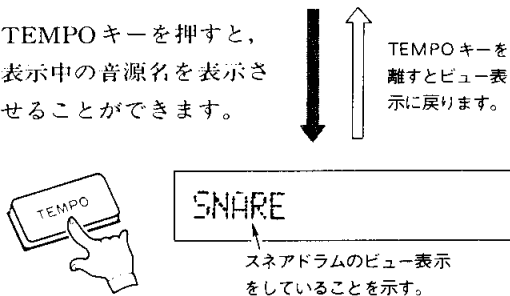 TEMPOキーを押すと,
表示中の音源名を表示さ
せることができます。
TEMPOキーを
離すとビュー表
示に戻ります。
TEMPO
SNARE
スネアドラムのビュー表示
をしていることを示す。